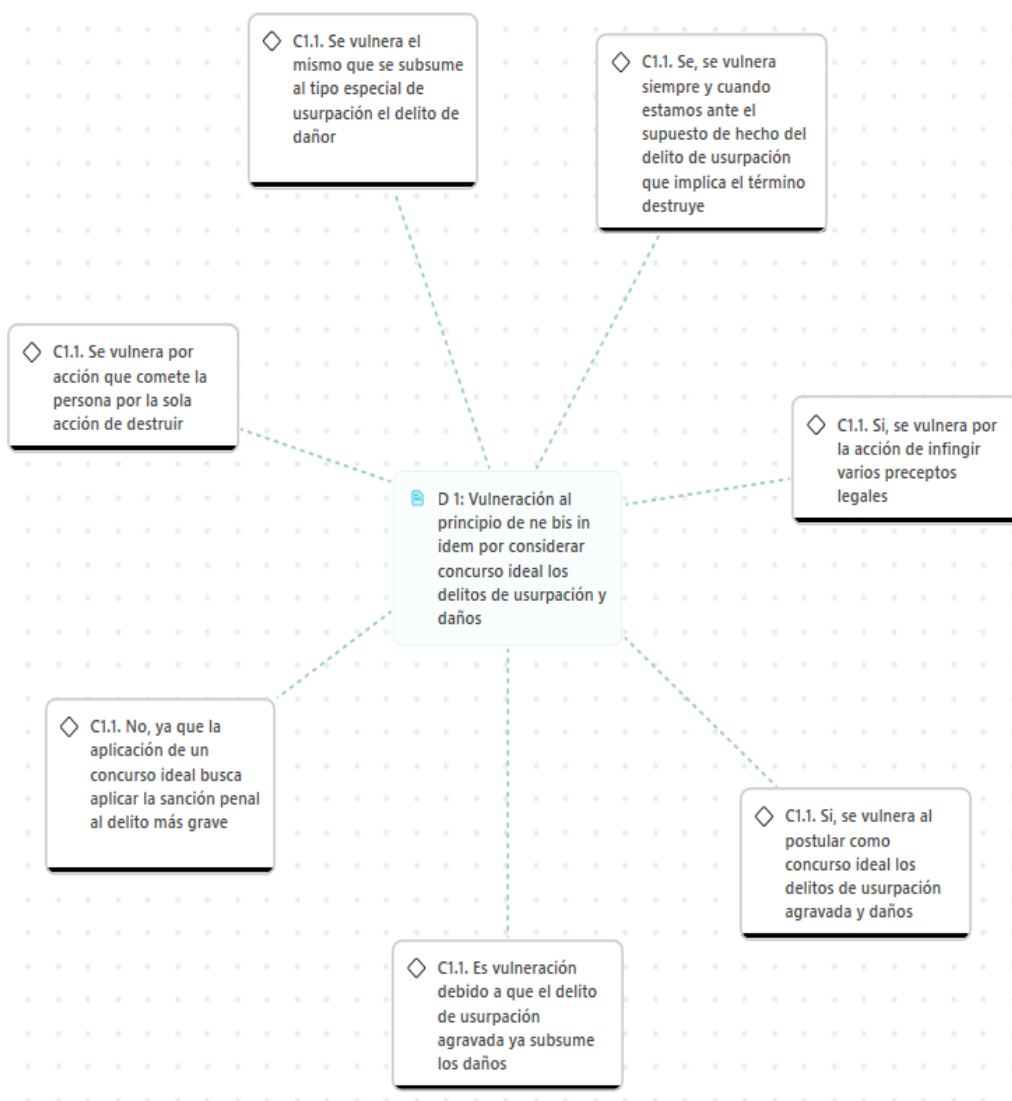 C1.1. Se vulnera el
mismo que se subsume
al tipo especial de
usurpación el delito de
dañor
C1.1. Se, se vulnera
siempre y cuando
estamos ante el
supuesto de hecho del
delito de usurpación
que implica el término
destruye
C1.1. Se vulnera por
acción que comete la
persona por la sola
acción de destruir
C1.1. Si, se vulnera por
la acción de infingir
varios preceptos
legales
D 1: Vulneración al
principio de ne bis in
idem por considerar
concurso ideal los
delitos de usurpación y
daños
C1.1. No, ya que la
aplicación de un
concurso ideal busca
aplicar la sanción penal
al delito más grave
C1.1. Si, se vulnera al
postular como
concurso ideal los
delitos de usurpación
agravada y daños
C1.1. Es vulneración
debido a que el delito
de usurpación
agravada ya subsume
los daños